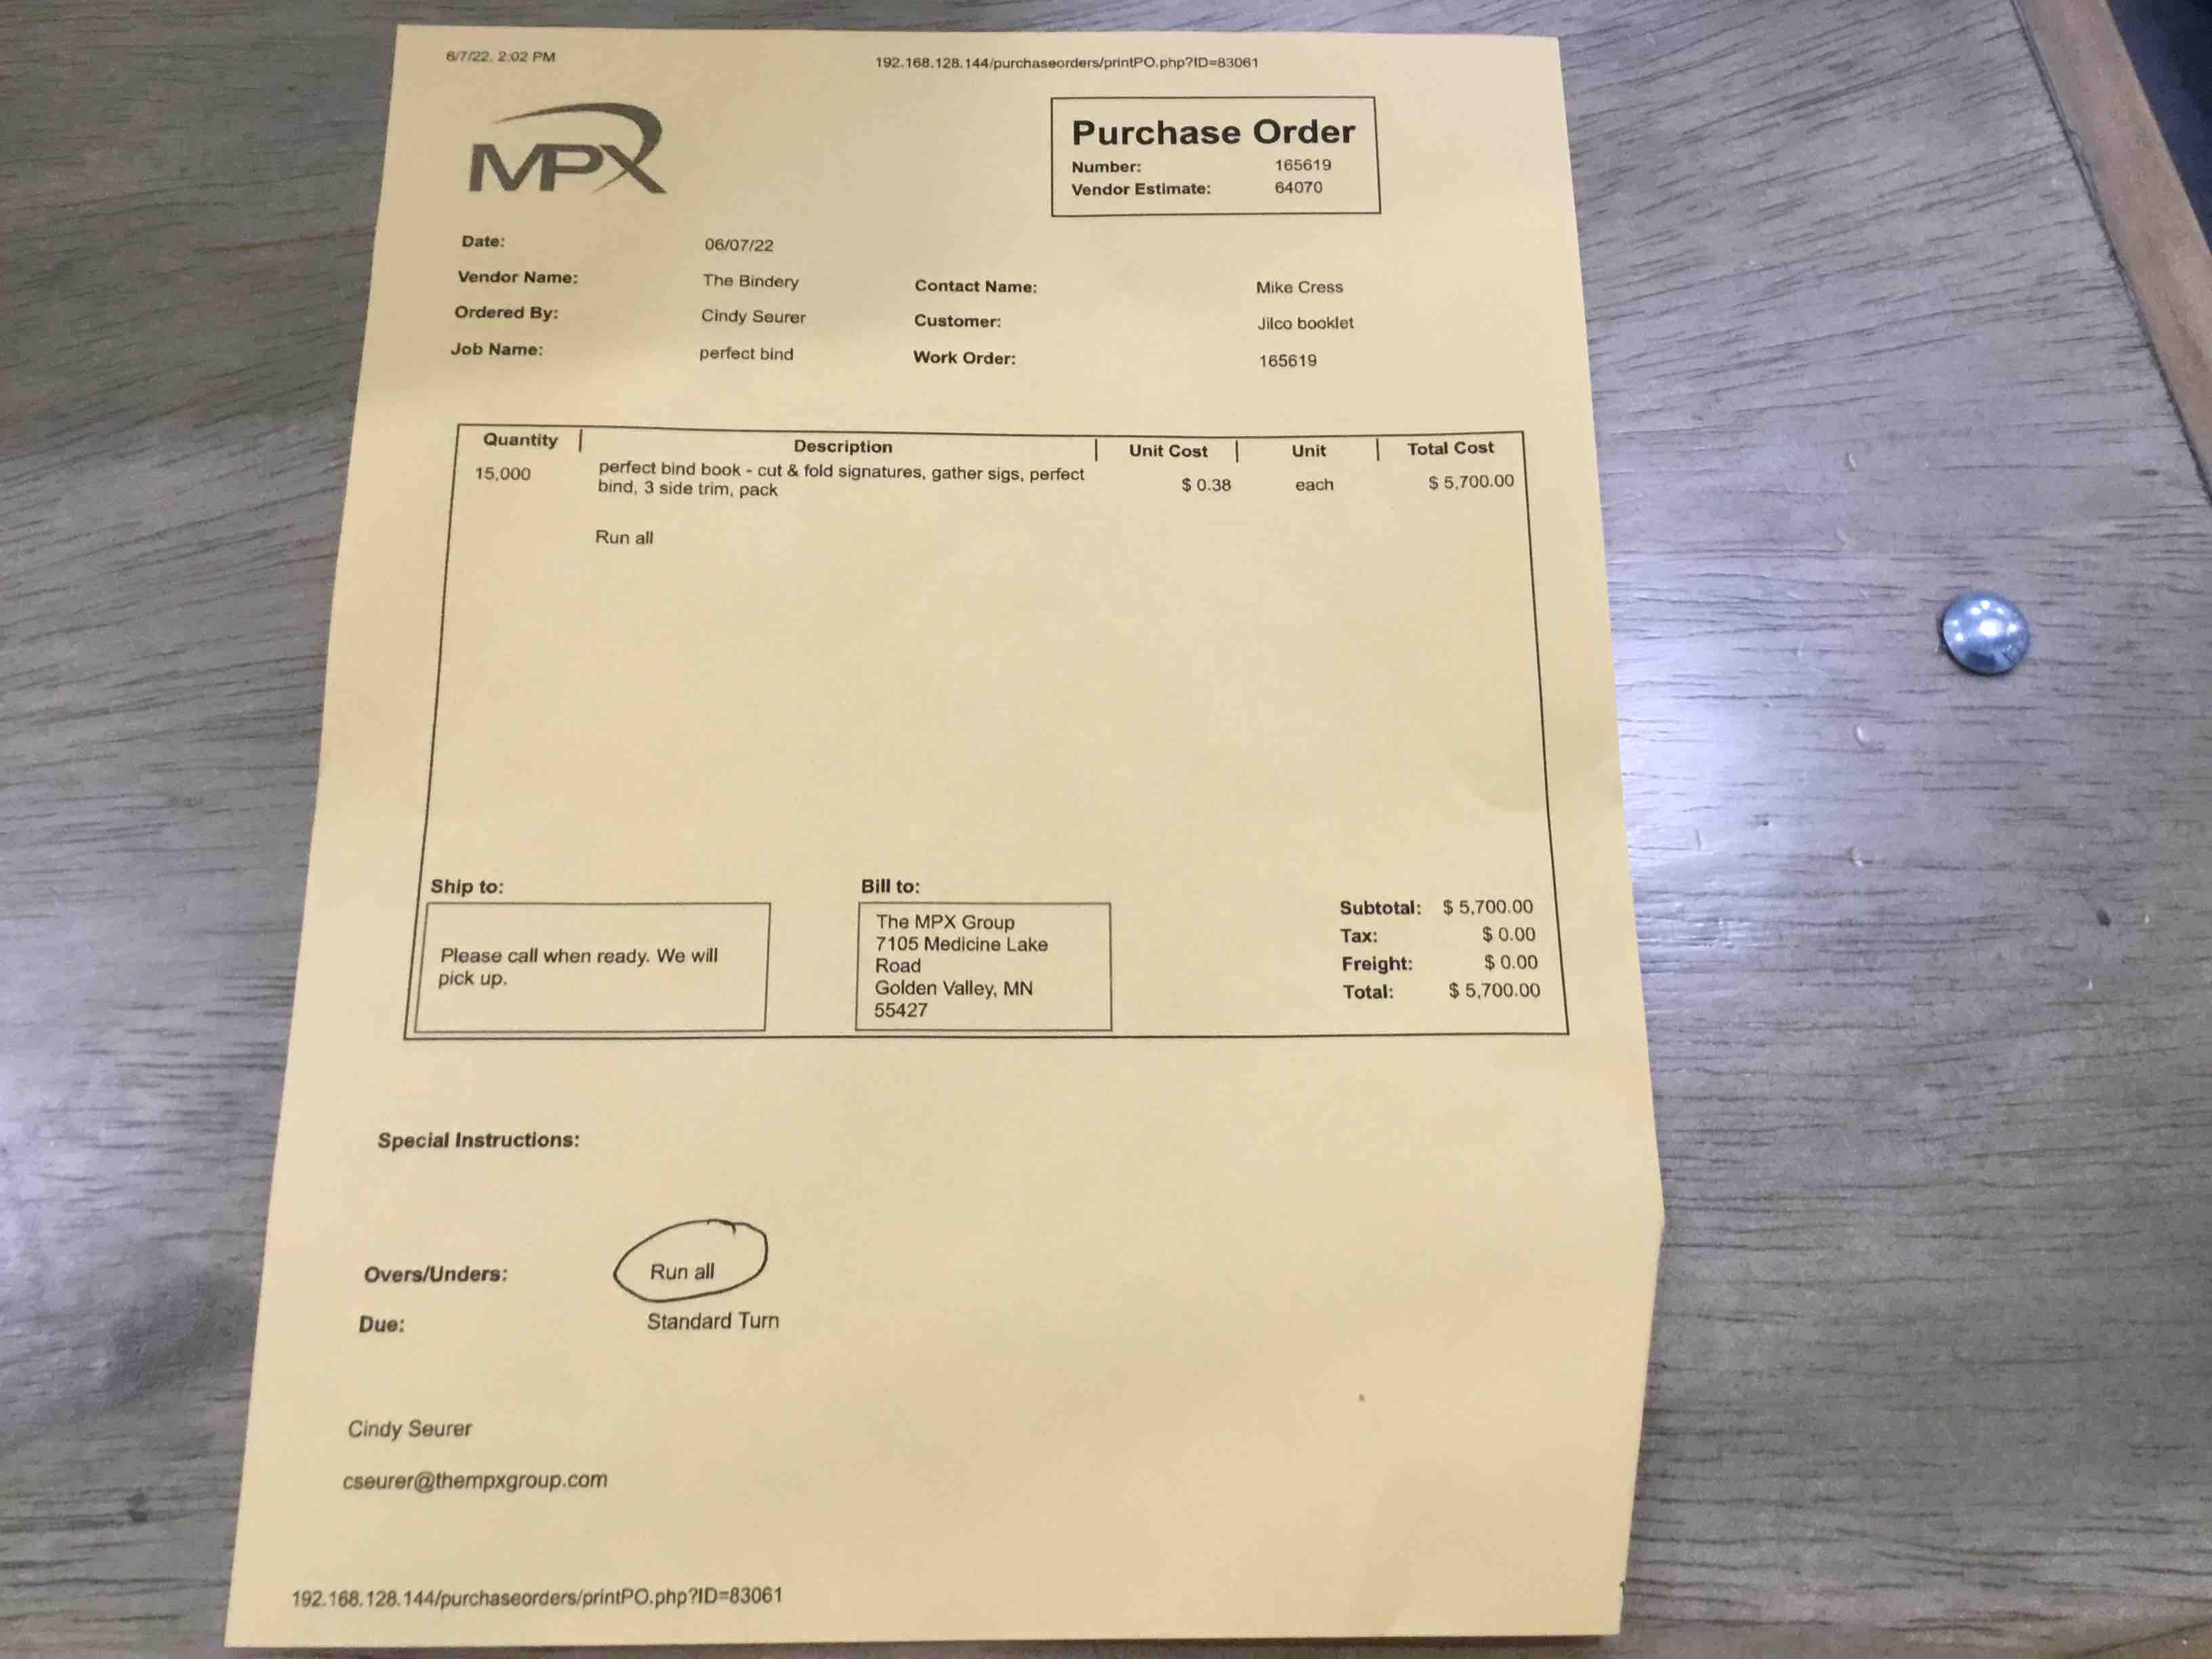 6/7/22, 2:02 PM
192.168.128.144/purchaseorders/printPO.php?ID=83061
MPX
Purchase Order
Number: 165619
Vendor Estimate: 64070
Date: 06/07/22
Vendor Name: The Bindery Contact Name: Mike Cress
Ordered By: Cindy Seurer Customer: Jilco booklet
Job Name: perfect bind Work Order: 165619
Quantity | Description | Unit Cost | Unit | Total Cost
15,000 perfect bind book - cut & fold signatures, gather sigs, perfect $ 0.38 each $ 5,700.00
bind, 3 side trim, pack
Run all
Ship to:
Please call when ready. We will
pick up.
Bill to:
The MPX Group
7105 Medicine Lake
Road
Golden Valley, MN
55427
Subtotal: $ 5,700.00
Tax: $ 0.00
Freight: $ 0.00
Total: $ 5,700.00
Special Instructions:
Overs/Unders: Run all
Due: Standard Turn
Cindy Seurer
cseurer@thempxgroup.com
192.168.128.144/purchaseorders/printPO.php?ID=83061